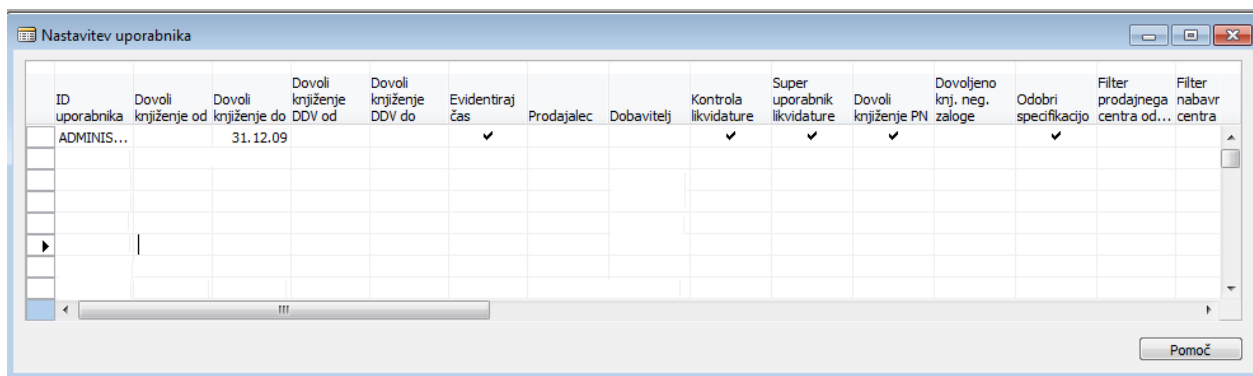 Nastavitev uporabnika
ID uporabnika
Dovoli knjiženje od
Dovoli knjiženje do
Dovoli knjiženje DDV od
Dovoli knjiženje DDV do
Evidentiraj čas
Prodajalec
Dobavitelj
Kontrola likvidature
Super uporabnik likvidature
Dovoli knjiženje PN
Dovoljeno knj. neg. zaloge
Odobri specifikacijo
Filter prodajnega centra od...
Filter nabavr centra
ADMINIS... 31.12.09
Pomoč